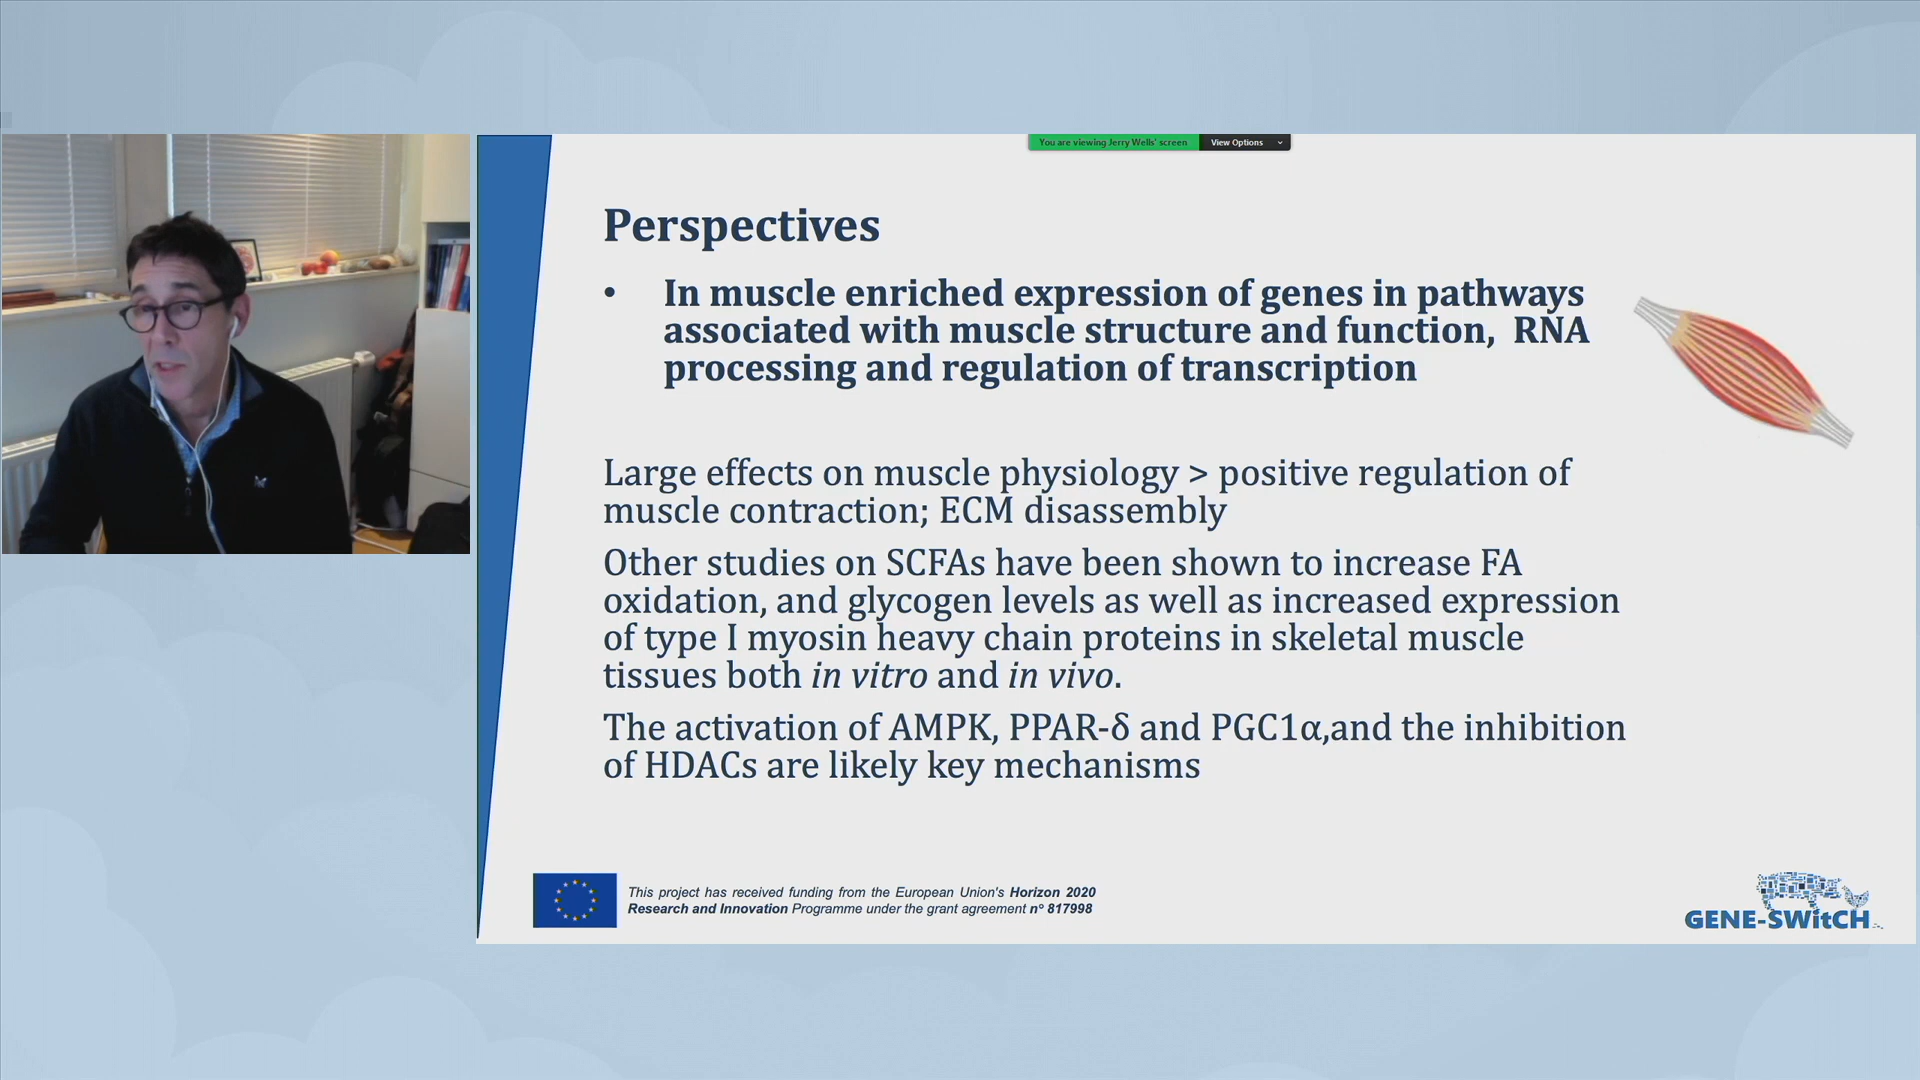 You are viewing Jerry Wells' screen View Options
Perspectives
• In muscle enriched expression of genes in pathways
associated with muscle structure and function, RNA
processing and regulation of transcription
Large effects on muscle physiology > positive regulation of
muscle contraction; ECM disassembly
Other studies on SCFAs have been shown to increase FA
oxidation, and glycogen levels as well as increased expression
of type I myosin heavy chain proteins in skeletal muscle
tissues both in vitro and in vivo.
The activation of AMPK, PPAR-δ and PGC1α,and the inhibition
of HDACs are likely key mechanisms
This project has received funding from the European Union's Horizon 2020
Research and Innovation Programme under the grant agreement nº 817998
GENE-SWitCH